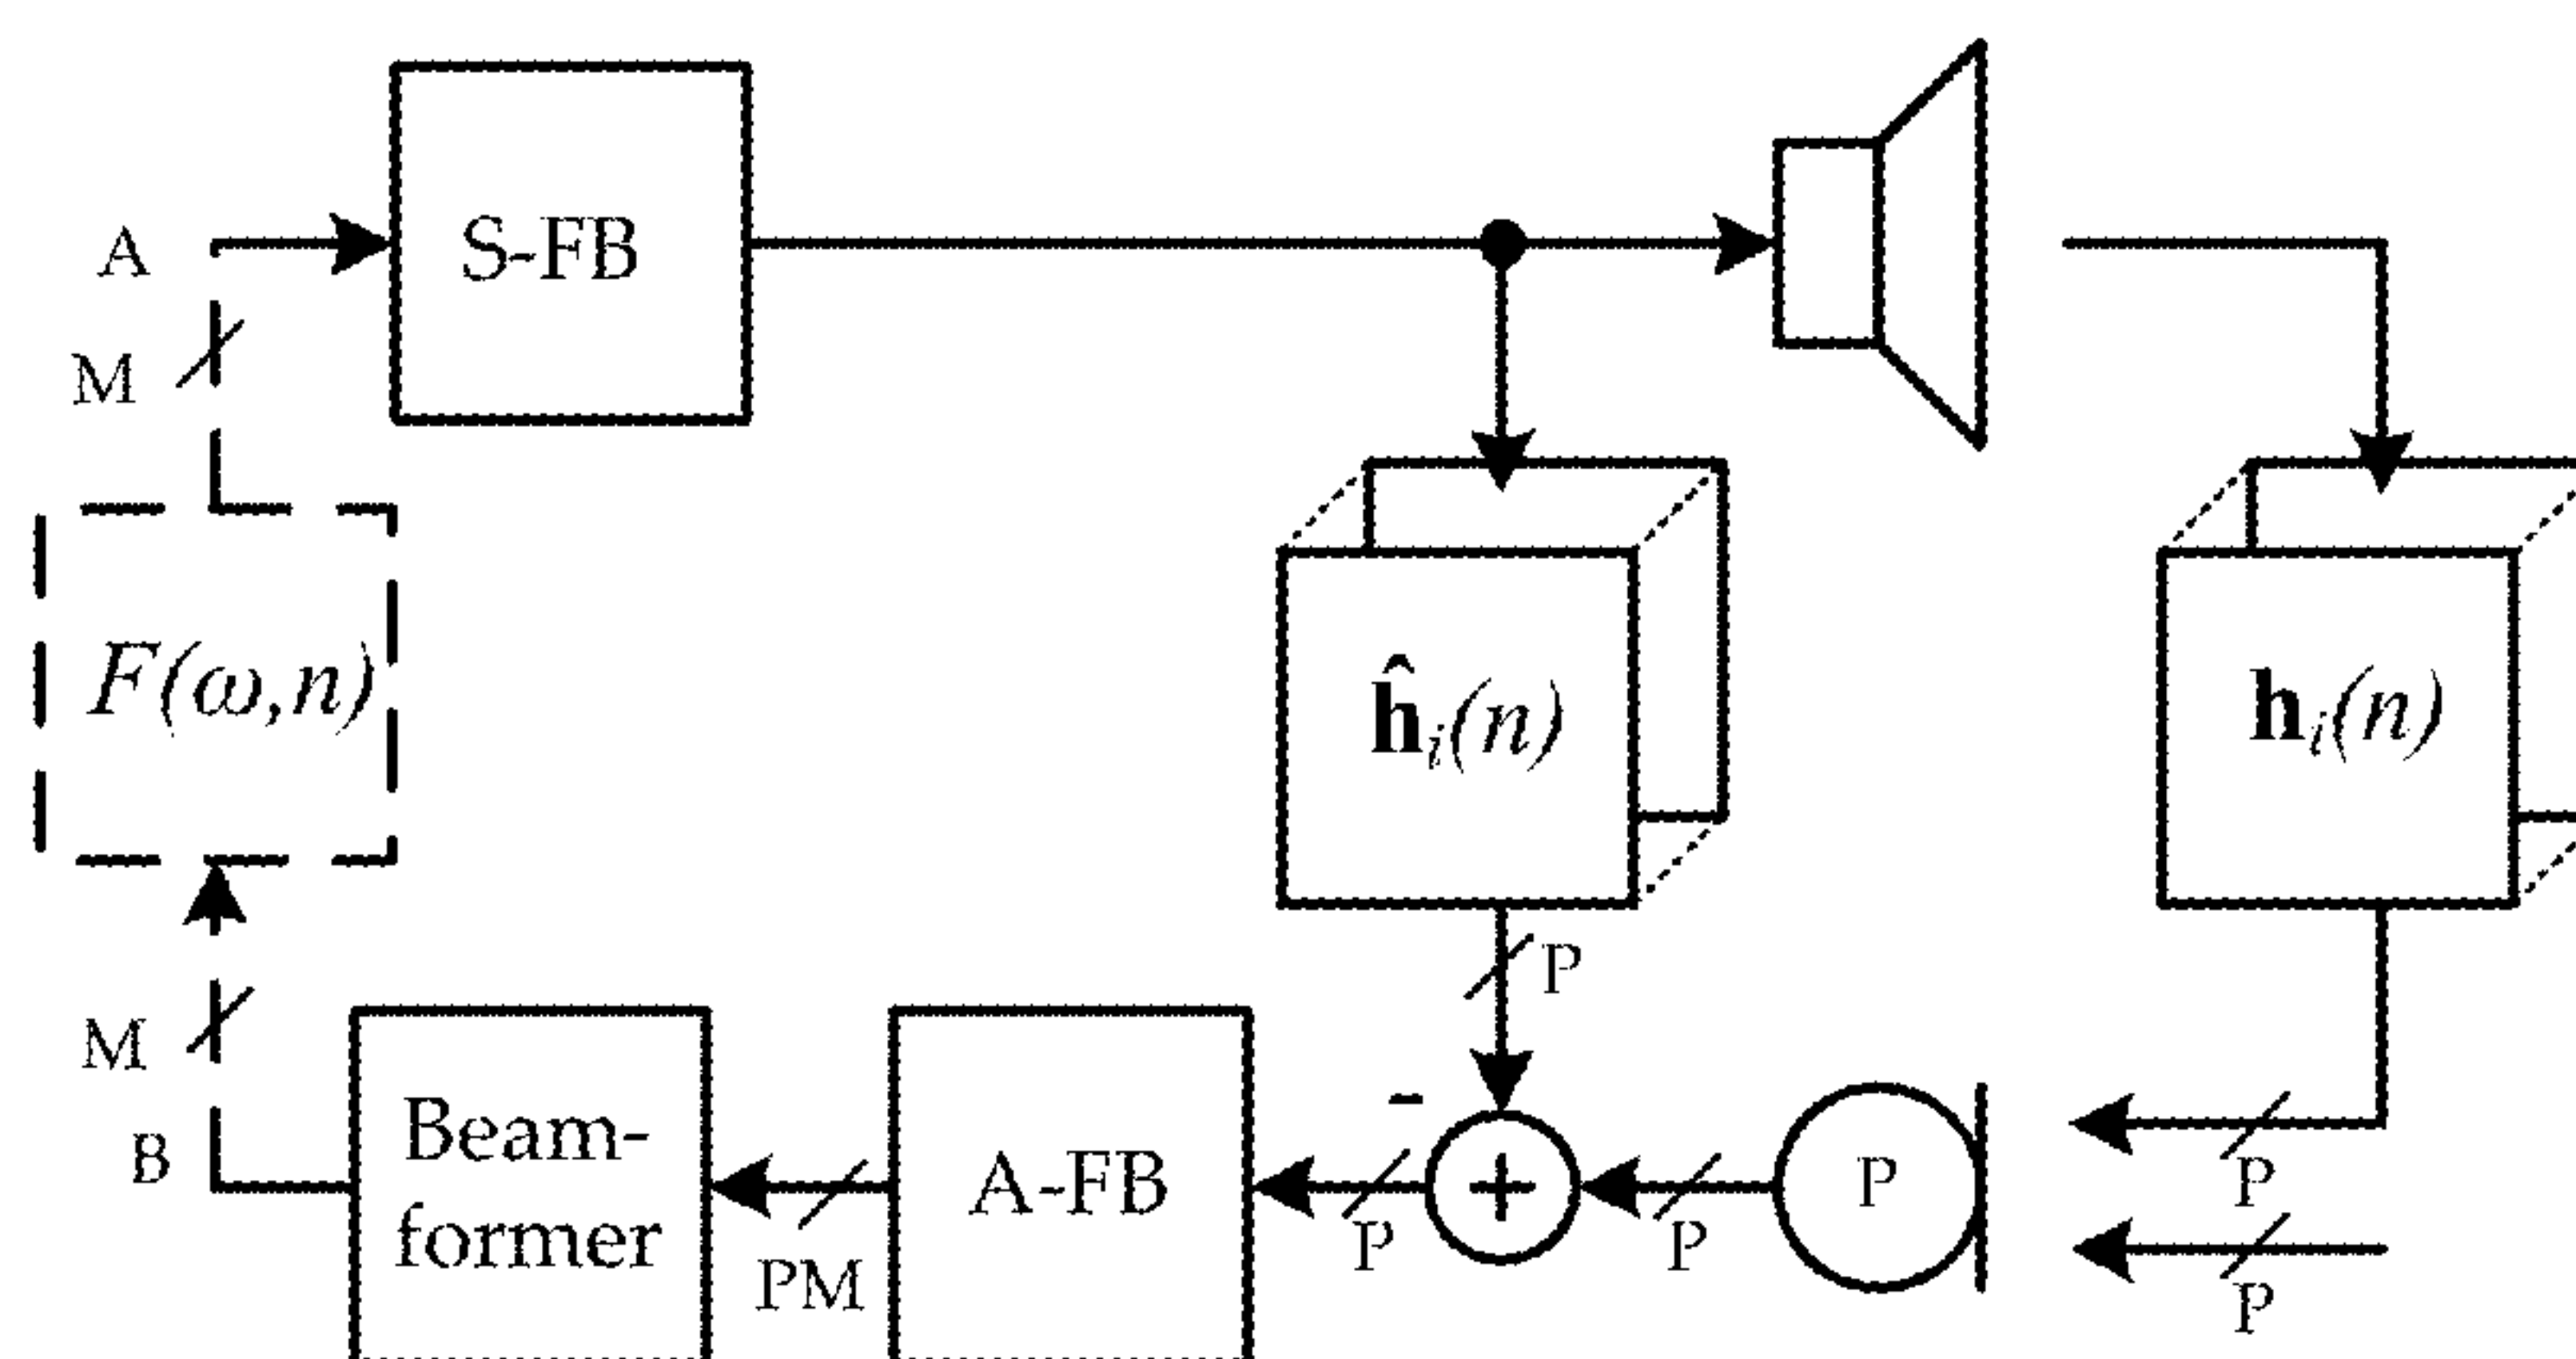 A
S-FB
M
F(ω,n)
ĥᵢ(n)
hᵢ(n)
P
M
B
Beam-
former
PM
A-FB
-
+
P
P
P
P
P